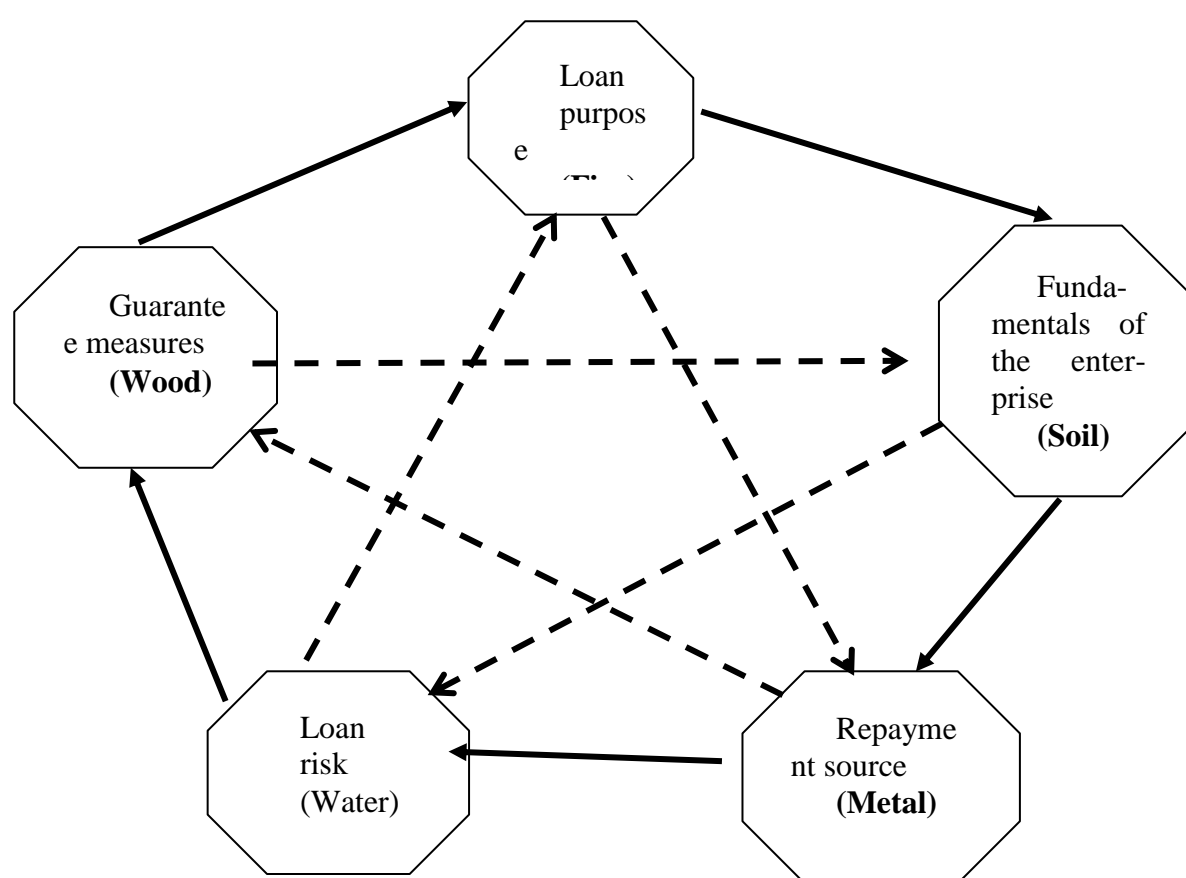 Loan
purpos
e
Guarante
e measures
(Wood)
Funda-
mentals of
the enter-
prise
(Soil)
Loan
risk
(Water)
Repayme
nt source
(Metal)